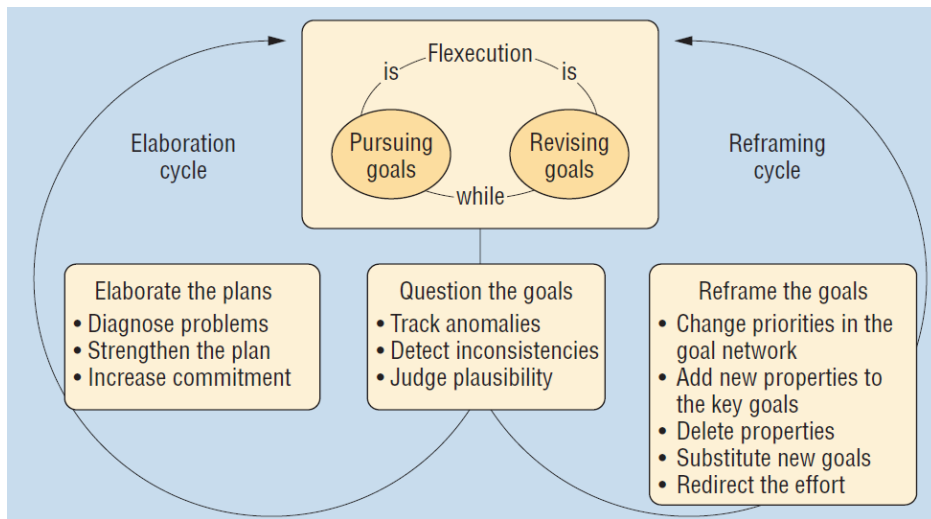 Flexecution
is
is
Pursuing
goals
Revising
goals
while
Elaboration
cycle
Reframing
cycle
Elaborate the plans
• Diagnose problems
• Strengthen the plan
• Increase commitment
Question the goals
• Track anomalies
• Detect inconsistencies
• Judge plausibility
Reframe the goals
• Change priorities in the
goal network
• Add new properties to
the key goals
• Delete properties
• Substitute new goals
• Redirect the effort